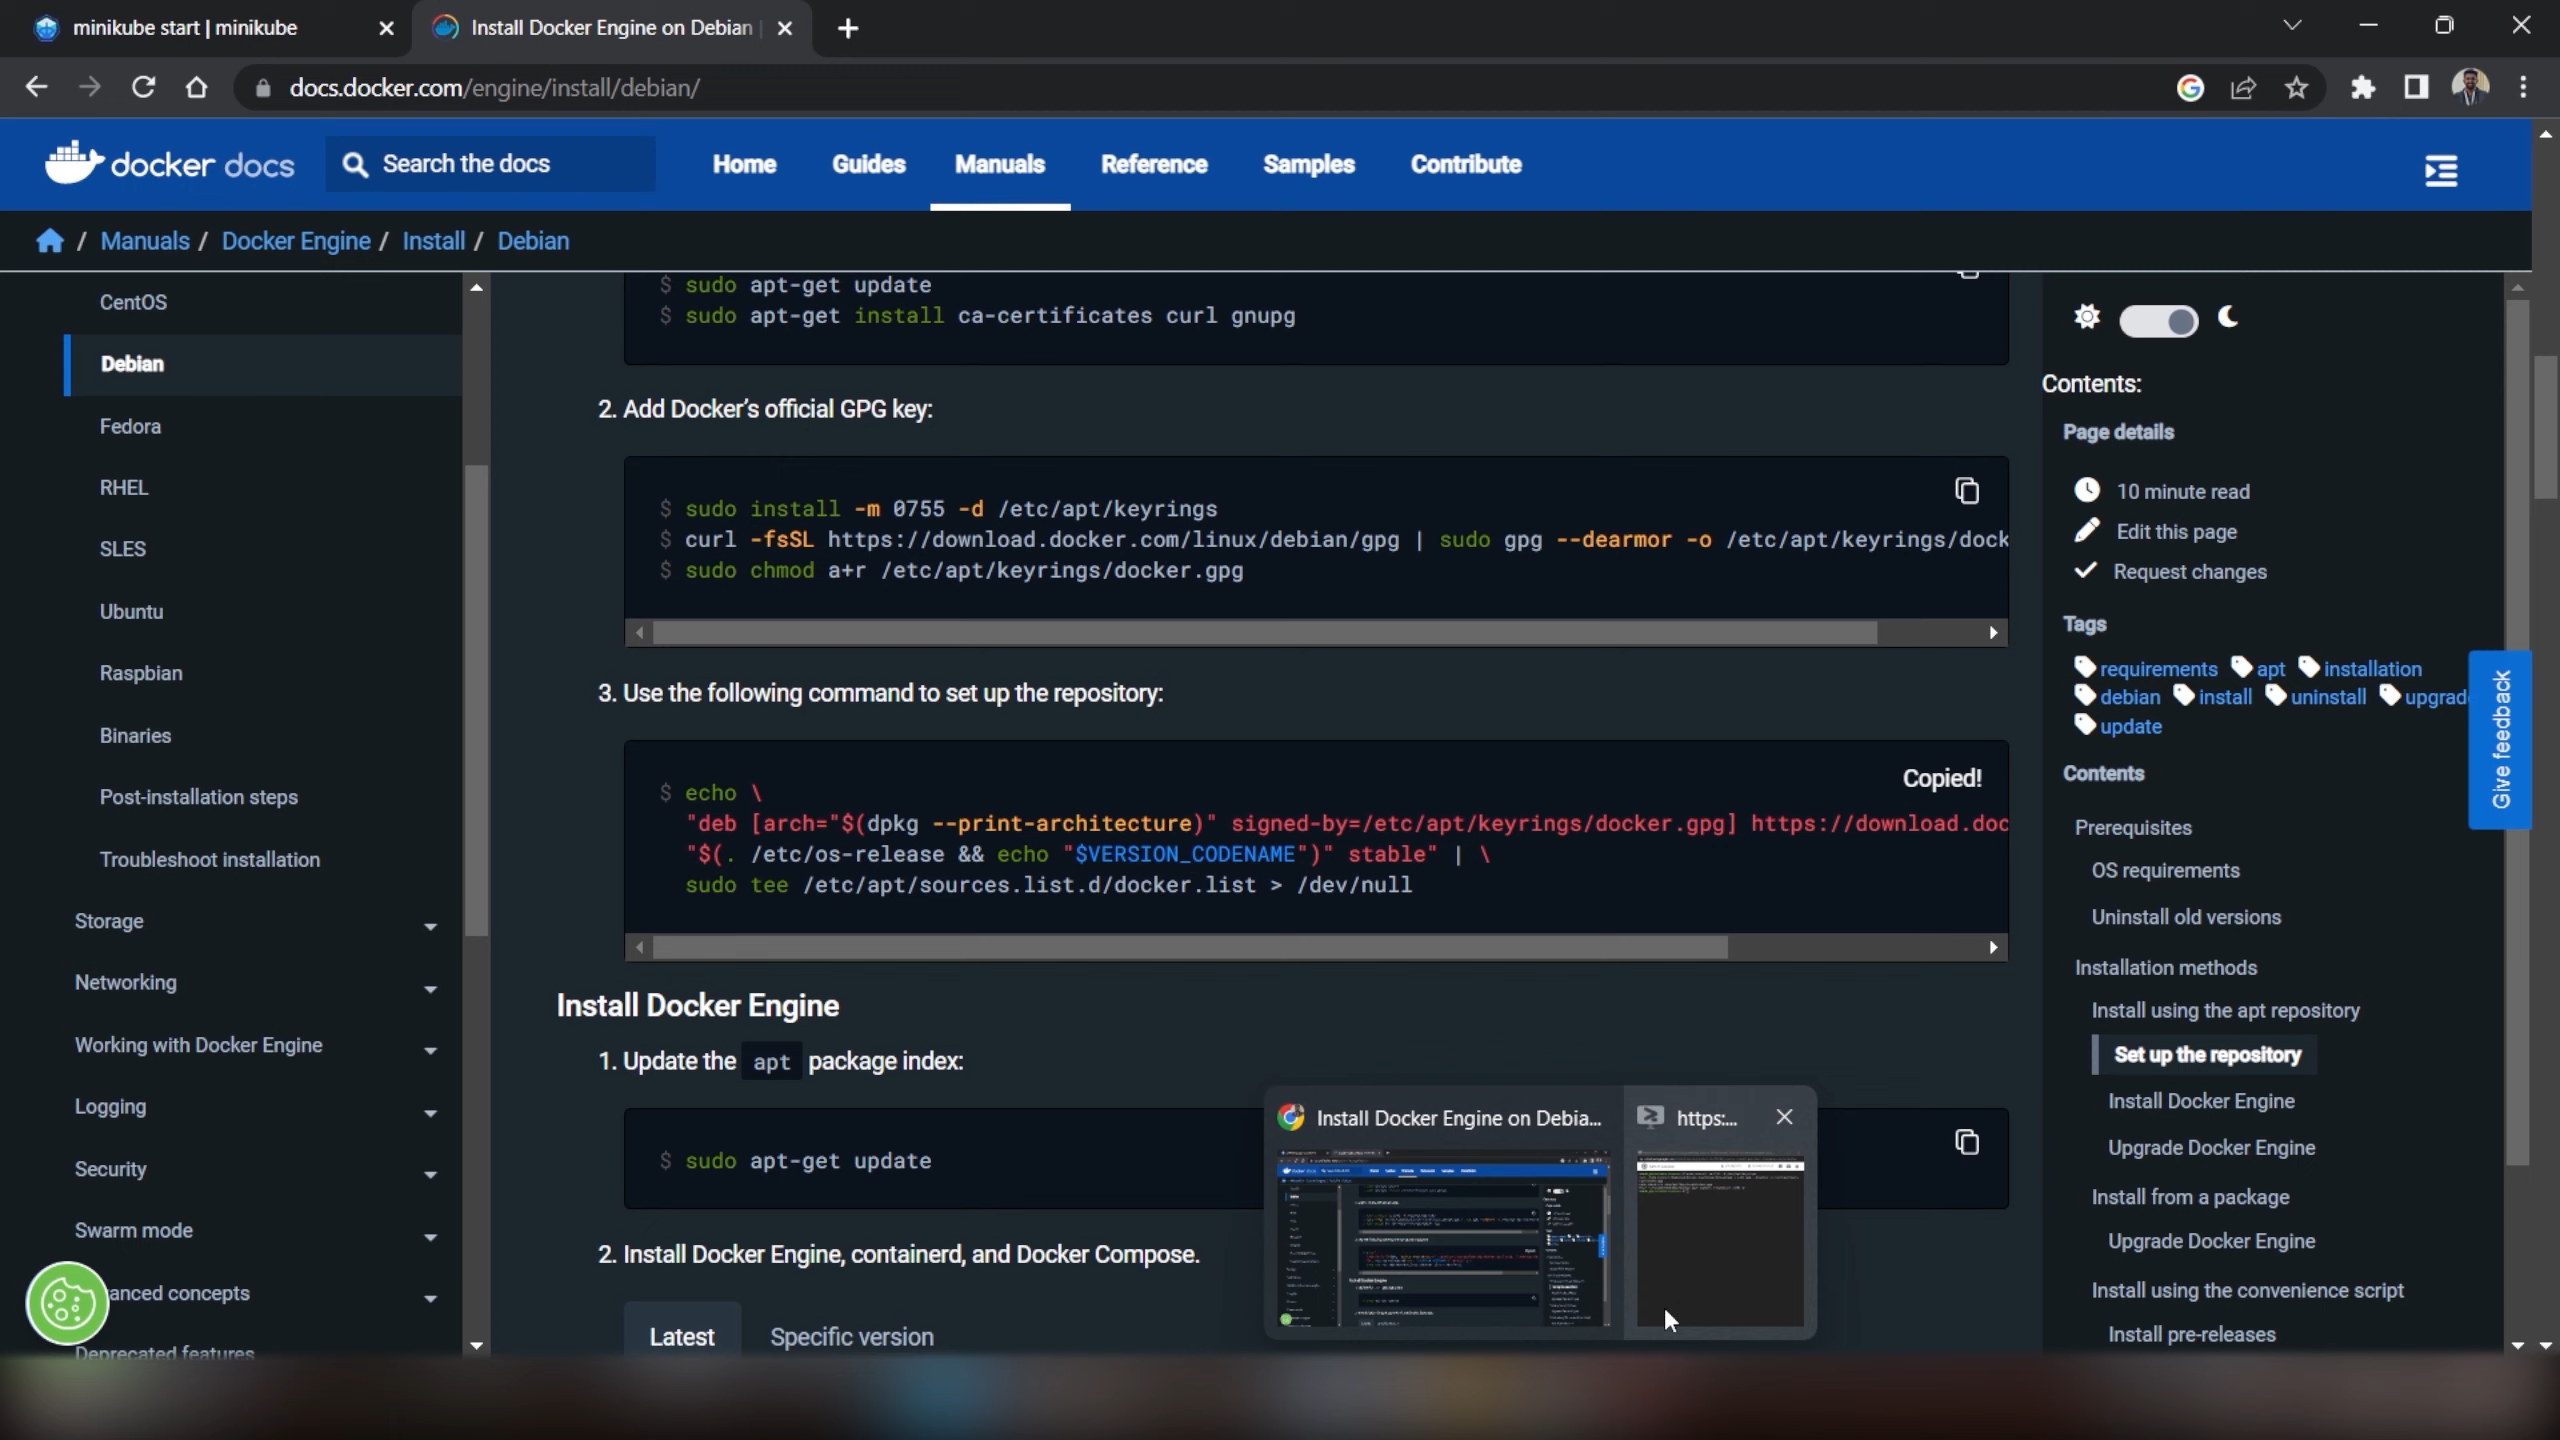 minikube start | minikube
Install Docker Engine on Debian |
docs.docker.com/engine/install/debian/
docker docs
Search the docs
Home
Guides
Manuals
Reference
Samples
Contribute
/ Manuals / Docker Engine / Install / Debian
CentOS
Debian
Fedora
RHEL
SLES
Ubuntu
Raspbian
Binaries
Post-installation steps
Troubleshoot installation
Storage
Networking
Working with Docker Engine
Logging
Security
Swarm mode
anced concepts
Deprecated features
$ sudo apt-get update
$ sudo apt-get install ca-certificates curl gnupg
2. Add Docker's official GPG key:
$ sudo install -m 0755 -d /etc/apt/keyrings
$ curl -fsSL https://download.docker.com/linux/debian/gpg | sudo gpg --dearmor -o /etc/apt/keyrings/dock
$ sudo chmod a+r /etc/apt/keyrings/docker.gpg
3. Use the following command to set up the repository:
Copied!
$ echo \
"deb [arch="$(dpkg --print-architecture)" signed-by=/etc/apt/keyrings/docker.gpg] https://download.doc
"$(. /etc/os-release && echo "$VERSION_CODENAME")" stable" | \
sudo tee /etc/apt/sources.list.d/docker.list > /dev/null
Install Docker Engine
1. Update the apt package index:
$ sudo apt-get update
2. Install Docker Engine, containerd, and Docker Compose.
Latest
Specific version
Install Docker Engine on Debia...
https:...
Contents:
Page details
10 minute read
Edit this page
Request changes
Tags
requirements apt installation
debian install uninstall upgrade
update
Give feedback
Contents
Prerequisites
OS requirements
Uninstall old versions
Installation methods
Install using the apt repository
Set up the repository
Install Docker Engine
Upgrade Docker Engine
Install from a package
Upgrade Docker Engine
Install using the convenience script
Install pre-releases